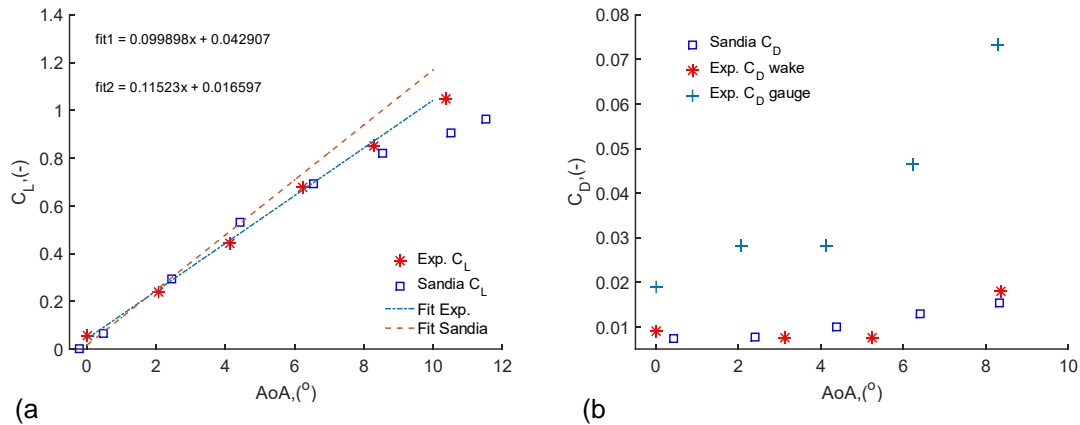 fit1 = 0.099898x + 0.042907
fit2 = 0.11523x + 0.016597
1.4
1.2
1
0.8
0.6
0.4
0.2
0
C_L,(-)
0 2 4 6 8 10 12
AoA,(°)
Exp. C_L
Sandia C_L
Fit Exp.
Fit Sandia
(a
0.08
0.07
0.06
0.05
0.04
0.03
0.02
0.01
C_D,(-)
0 2 4 6 8 10
AoA,(°)
Sandia C_D
Exp. C_D wake
Exp. C_D gauge
(b